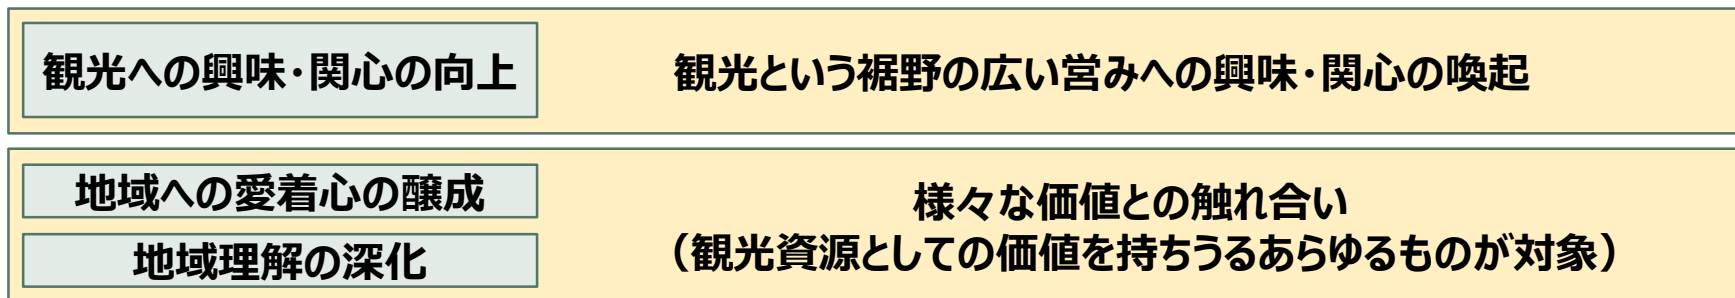 観光への興味・関心の向上
観光という裾野の広い営みへの興味・関心の喚起
地域への愛着心の醸成
地域理解の深化
様々な価値との触れ合い
（観光資源としての価値を持ちうるあらゆるものが対象）